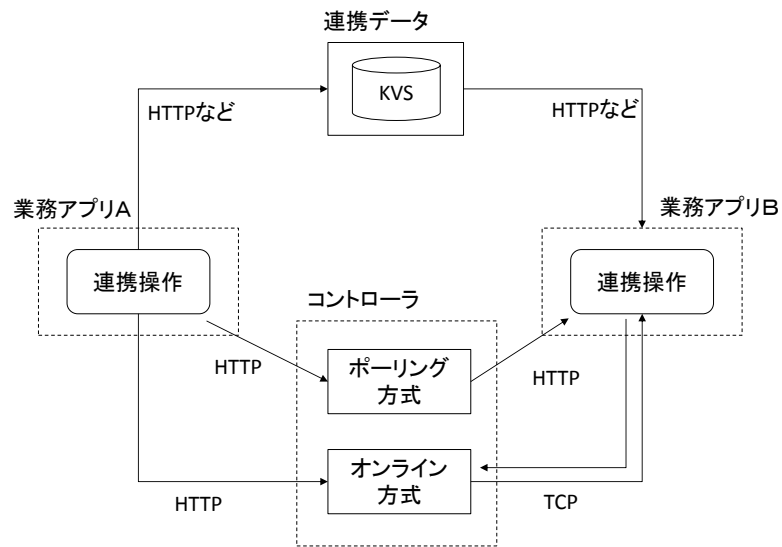 連携データ
KVS
HTTPなど
HTTPなど
業務アプリA
業務アプリB
連携操作
連携操作
コントローラ
HTTP
ポーリング
方式
HTTP
オンライン
方式
HTTP
TCP